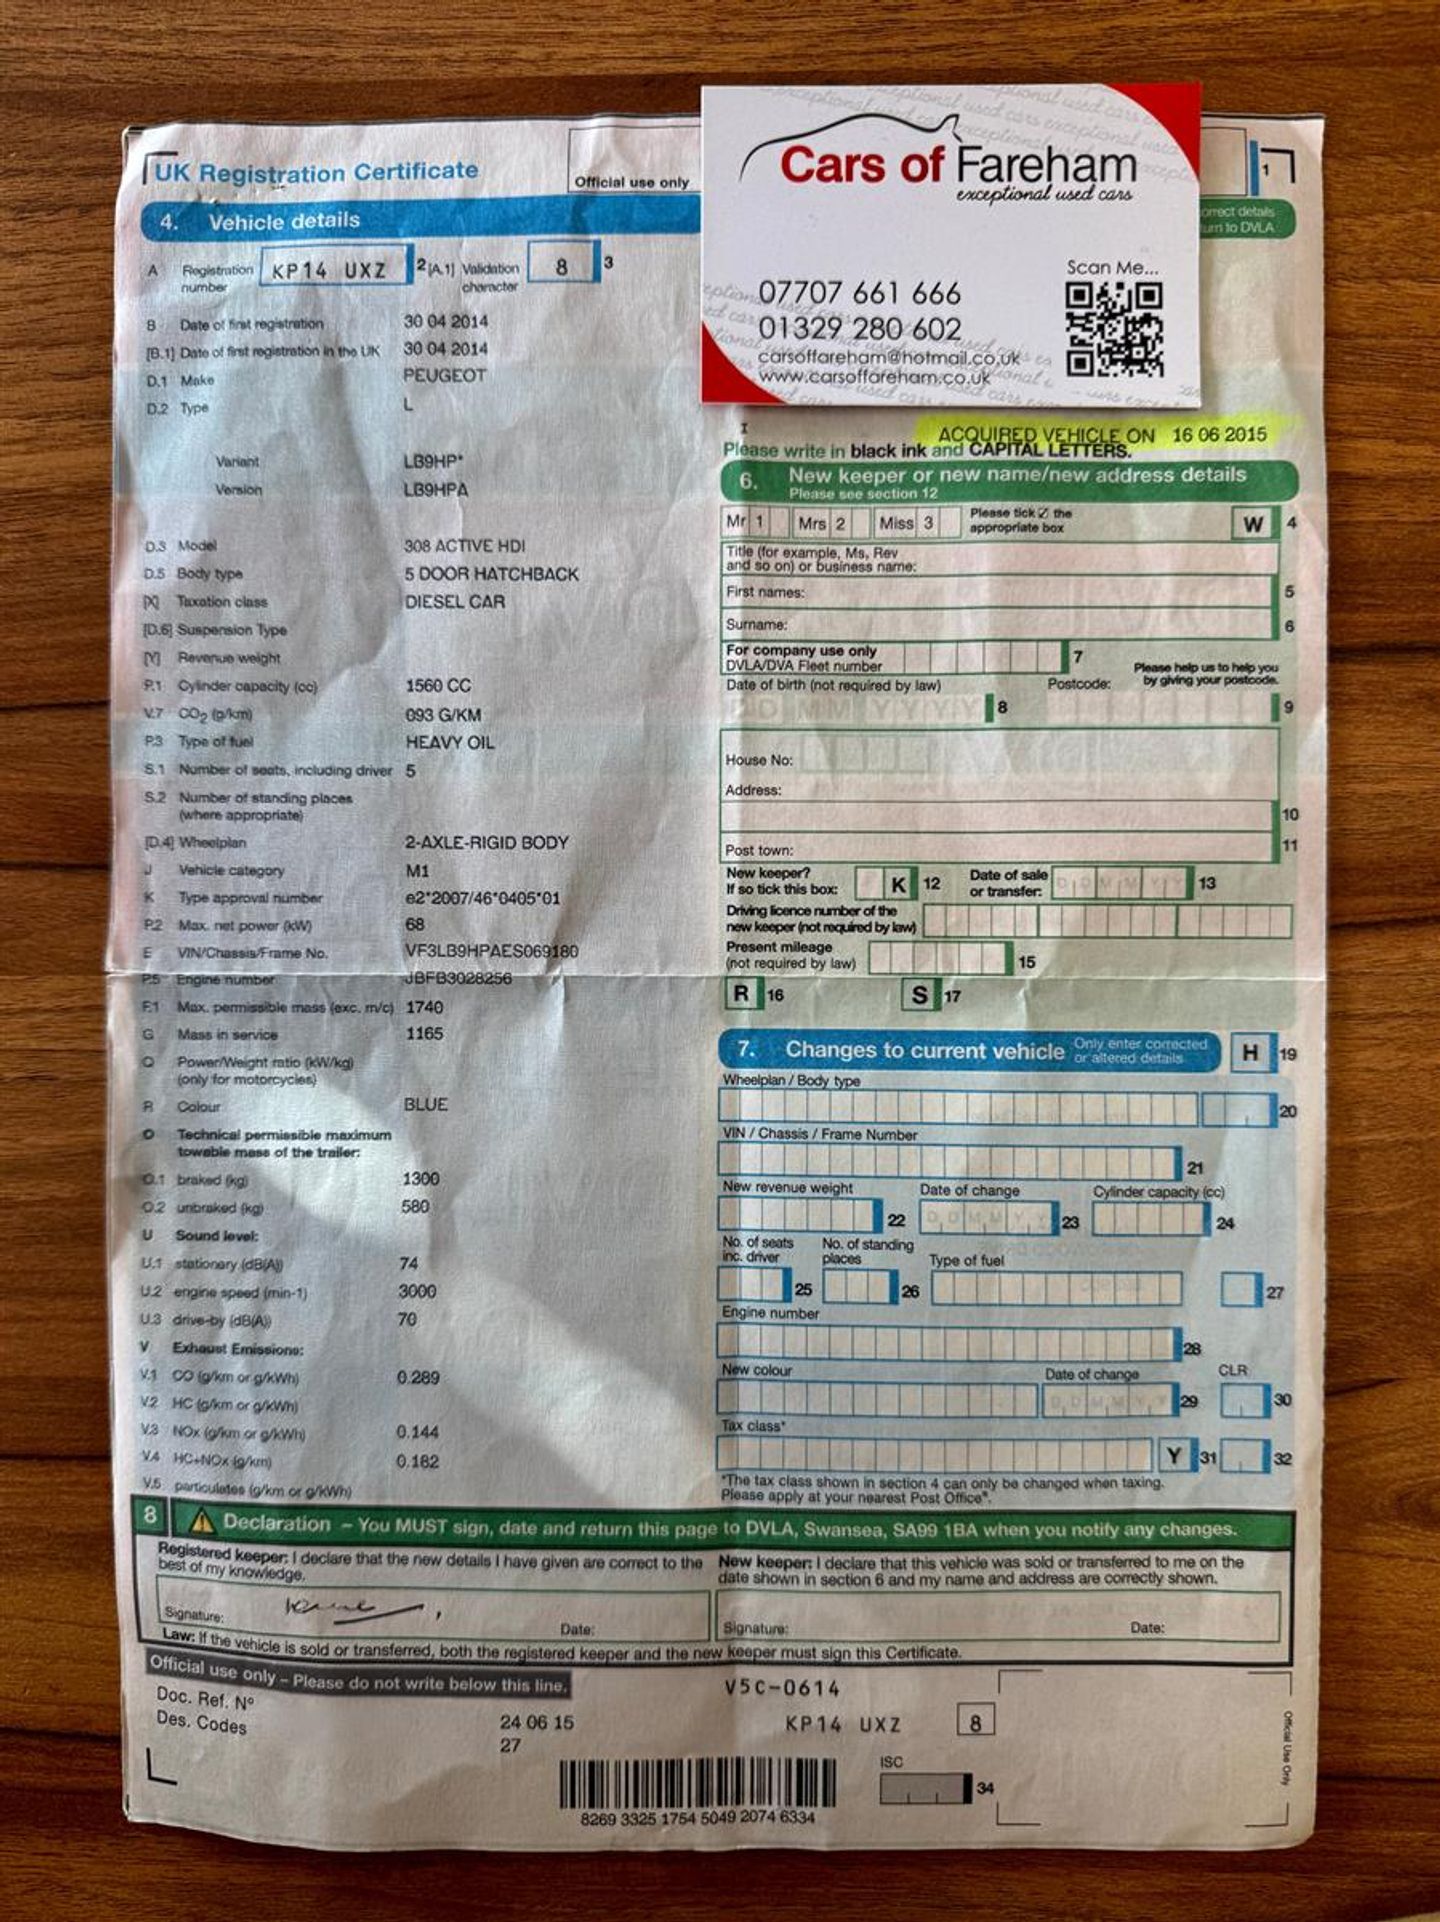 UK Registration Certificate
Official use only
1
4. Vehicle details
A Registration number KP14 UXZ 2 [A.1] Validation character 8 3
B Date of first registration 30 04 2014
[B.1] Date of first registration in the UK 30 04 2014
D.1 Make PEUGEOT
D.2 Type L
Variant LB9HP*
Version LB9HPA
D.3 Model 308 ACTIVE HDI
D.5 Body type 5 DOOR HATCHBACK
[X] Taxation class DIESEL CAR
[D.6] Suspension Type
[Y] Revenue weight
P.1 Cylinder capacity (cc) 1560 CC
V.7 CO2 (g/km) 093 G/KM
P.3 Type of fuel HEAVY OIL
S.1 Number of seats, including driver 5
S.2 Number of standing places
(where appropriate)
[D.4] Wheelplan 2-AXLE-RIGID BODY
J Vehicle category M1
K Type approval number e2*2007/46*0405*01
P.2 Max. net power (kW) 68
E VIN/Chassis/Frame No. VF3LB9HPAES069180
P.5 Engine number JBFB3028256
F.1 Max. permissible mass (exc. m/c) 1740
G Mass in service 1165
Q Power/Weight ratio (kW/kg)
(only for motorcycles)
R Colour BLUE
O Technical permissible maximum
towable mass of the trailer:
O.1 braked (kg) 1300
O.2 unbraked (kg) 580
U Sound level:
U.1 stationary (dB(A)) 74
U.2 engine speed (min-1) 3000
U.3 drive-by (dB(A)) 70
V Exhaust Emissions:
V.1 CO (g/km or g/kWh) 0.289
V.2 HC (g/km or g/kWh)
V.3 NOx (g/km or g/kWh) 0.144
V.4 HC+NOx (g/km) 0.182
V.5 particulates (g/km or g/kWh)
Cars of Fareham
exceptional used cars
Scan Me...
07707 661 666
01329 280 602
carsoffareham@hotmail.co.uk
www.carsoffareham.co.uk
orrect details
urn to DVLA
ACQUIRED VEHICLE ON 16 06 2015
Please write in black ink and CAPITAL LETTERS.
6. New keeper or new name/new address details
Please see section 12
Mr 1 Mrs 2 Miss 3 Please tick ☑ the appropriate box W 4
Title (for example, Ms, Rev
and so on) or business name:
First names: 5
Surname: 6
For company use only
DVLA/DVA Fleet number 7
Please help us to help you
by giving your postcode.
Date of birth (not required by law) Postcode:
D D M M Y Y Y Y 8 9
House No:
Address:
10
Post town: 11
New keeper?
If so tick this box: K 12 Date of sale or transfer: D D M M Y Y 13
Driving licence number of the
new keeper (not required by law)
Present mileage
(not required by law) 15
R 16 S 17
7. Changes to current vehicle Only enter corrected or altered details H 19
Wheelplan / Body type
20
VIN / Chassis / Frame Number
21
New revenue weight Date of change Cylinder capacity (cc)
22 D D M M Y Y 23 24
No. of seats inc. driver No. of standing places Type of fuel
25 26 27
Engine number
28
New colour Date of change CLR
D D M M Y Y 29 30
Tax class*
Y 31 32
*The tax class shown in section 4 can only be changed when taxing.
Please apply at your nearest Post Office®.
8 Declaration – You MUST sign, date and return this page to DVLA, Swansea, SA99 1BA when you notify any changes.
Registered keeper: I declare that the new details I have given are correct to the
best of my knowledge.
Signature: Date:
New keeper: I declare that this vehicle was sold or transferred to me on the
date shown in section 6 and my name and address are correctly shown.
Signature: Date:
Law: If the vehicle is sold or transferred, both the registered keeper and the new keeper must sign this Certificate.
Official use only – Please do not write below this line.
Doc. Ref. Nº
Des. Codes
24 06 15
27
V5C-0614
KP14 UXZ 8
ISC
34
8269 3325 1754 5049 2074 6334
Official Use Only